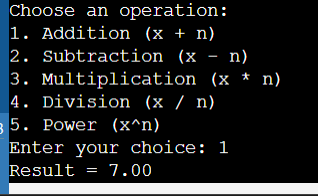 Choose an operation:
1. Addition (x + n)
2. Subtraction (x - n)
3. Multiplication (x * n)
4. Division (x / n)
5. Power (x^n)
Enter your choice: 1
Result = 7.00